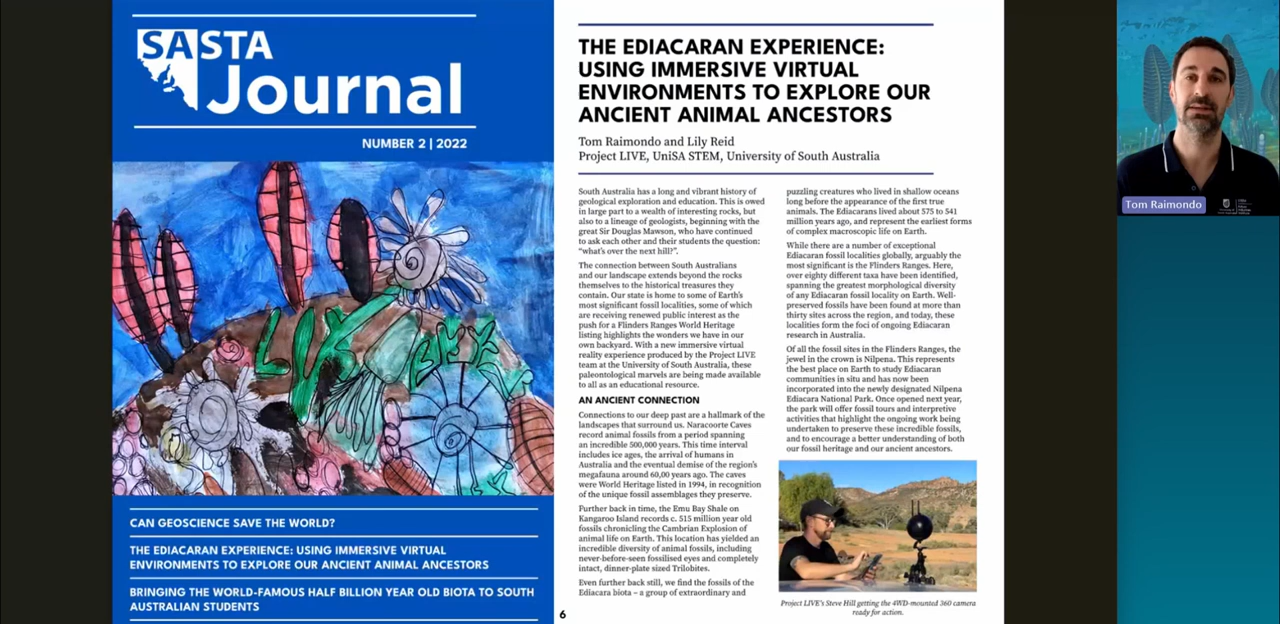 SASTA
Journal
NUMBER 2 | 2022
LIX
CAN GEOSCIENCE SAVE THE WORLD?
THE EDIACARAN EXPERIENCE: USING IMMERSIVE VIRTUAL
ENVIRONMENTS TO EXPLORE OUR ANCIENT ANIMAL ANCESTORS
BRINGING THE WORLD-FAMOUS HALF BILLION YEAR OLD BIOTA TO SOUTH
AUSTRALIAN STUDENTS
THE EDIACARAN EXPERIENCE:
USING IMMERSIVE VIRTUAL
ENVIRONMENTS TO EXPLORE OUR
ANCIENT ANIMAL ANCESTORS
Tom Raimondo and Lily Reid
Project LIVE, UniSA STEM, University of South Australia
South Australia has a long and vibrant history of
geological exploration and education. This is owed
in large part to a wealth of interesting rocks, but
also to a lineage of geologists, beginning with the
great Sir Douglas Mawson, who have continued
to ask each other and their students the question:
“what’s over the next hill?”.
The connection between South Australians
and our landscape extends beyond the rocks
themselves to the historical treasures they
contain. Our state is home to some of Earth’s
most significant fossil localities, some of which
are receiving renewed public interest as the
push for a Flinders Ranges World Heritage
listing highlights the wonders we have in our
own backyard. With a new immersive virtual
reality experience produced by the Project LIVE
team at the University of South Australia, these
paleontological marvels are being made available
to all as an educational resource.
AN ANCIENT CONNECTION
Connections to our deep past are a hallmark of the
landscapes that surround us. Naracoorte Caves
record animal fossils from a period spanning
an incredible 500,000 years. This time interval
includes ice ages, the arrival of humans in
Australia and the eventual demise of the region’s
megafauna around 60,00 years ago. The caves
were World Heritage listed in 1994, in recognition
of the unique fossil assemblages they preserve.
Further back in time, the Emu Bay Shale on
Kangaroo Island records c. 515 million year old
fossils chronicling the Cambrian Explosion of
animal life on Earth. This location has yielded an
incredible diversity of animal fossils, including
never-before-seen fossilised eyes and completely
intact, dinner-plate sized Trilobites.
Even further back still, we find the fossils of the
Ediacara biota – a group of extraordinary and
puzzling creatures who lived in shallow oceans
long before the appearance of the first true
animals. The Ediacarans lived about 575 to 541
million years ago, and represent the earliest forms
of complex macroscopic life on Earth.
While there are a number of exceptional
Ediacaran fossil localities globally, arguably the
most significant is the Flinders Ranges. Here,
over eighty different taxa have been identified,
spanning the greatest morphological diversity
of any Ediacaran fossil locality on Earth. Well-
preserved fossils have been found at more than
thirty sites across the region, and today, these
localities form the foci of ongoing Ediacaran
research in Australia.
Of all the fossil sites in the Flinders Ranges, the
jewel in the crown is Nilpena. This represents
the best place on Earth to study Ediacaran
communities in situ and has now been
incorporated into the newly designated Nilpena
Ediacara National Park. Once opened next year,
the park will offer fossil tours and interpretive
activities that highlight the ongoing work being
undertaken to preserve these incredible fossils,
and to encourage a better understanding of both
our fossil heritage and our ancient ancestors.
Project LIVE’s Steve Hill getting the 4WD-mounted 360 camera
ready for action.
6
Tom Raimondo